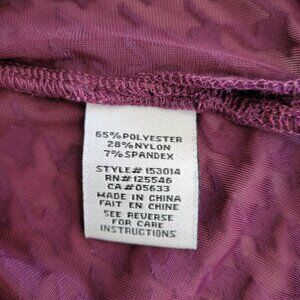 65% POLYESTER
28% NYLON
7% SPANDEX
STYLE# 153014
RN# 125546
CA# 05633
MADE IN CHINA
FAIT EN CHINE
SEE REVERSE
FOR CARE
INSTRUCTIONS